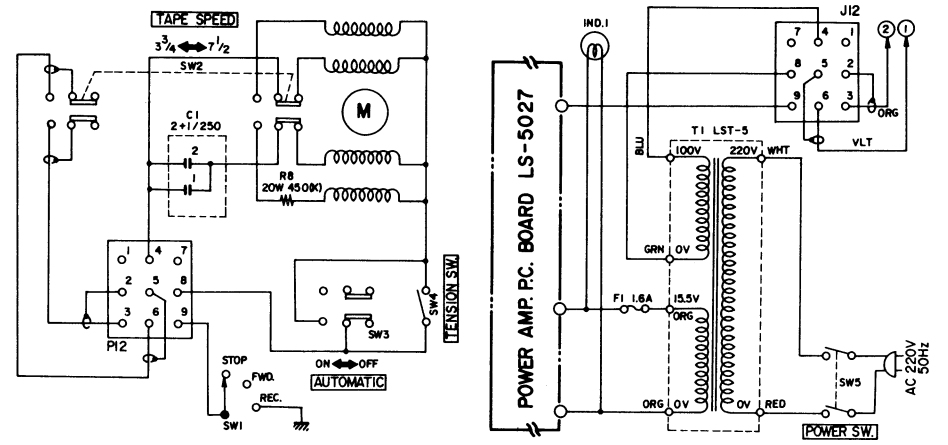 TAPE SPEED
3 3/4 7 1/2
SW2
C1
2+1/250
2
1
M
R8
20W 450(K)
1 4 7
2 5 8
3 6 9
P12
STOP
FWD.
REC.
SW1
SW3
ON OFF
AUTOMATIC
SW4
TENSION SW.
IND.1
POWER AMP. P.C. BOARD LS-5027
J12
7 4 1
8 5 2
9 6 3
2 1
ORG
VLT
BLU
T1 LST-5
100V 220V WHT
GRN 0V
F1 1.6A 15.5V
ORG
ORG 0V 0V RED
SW5
POWER SW.
AC 220V
50Hz